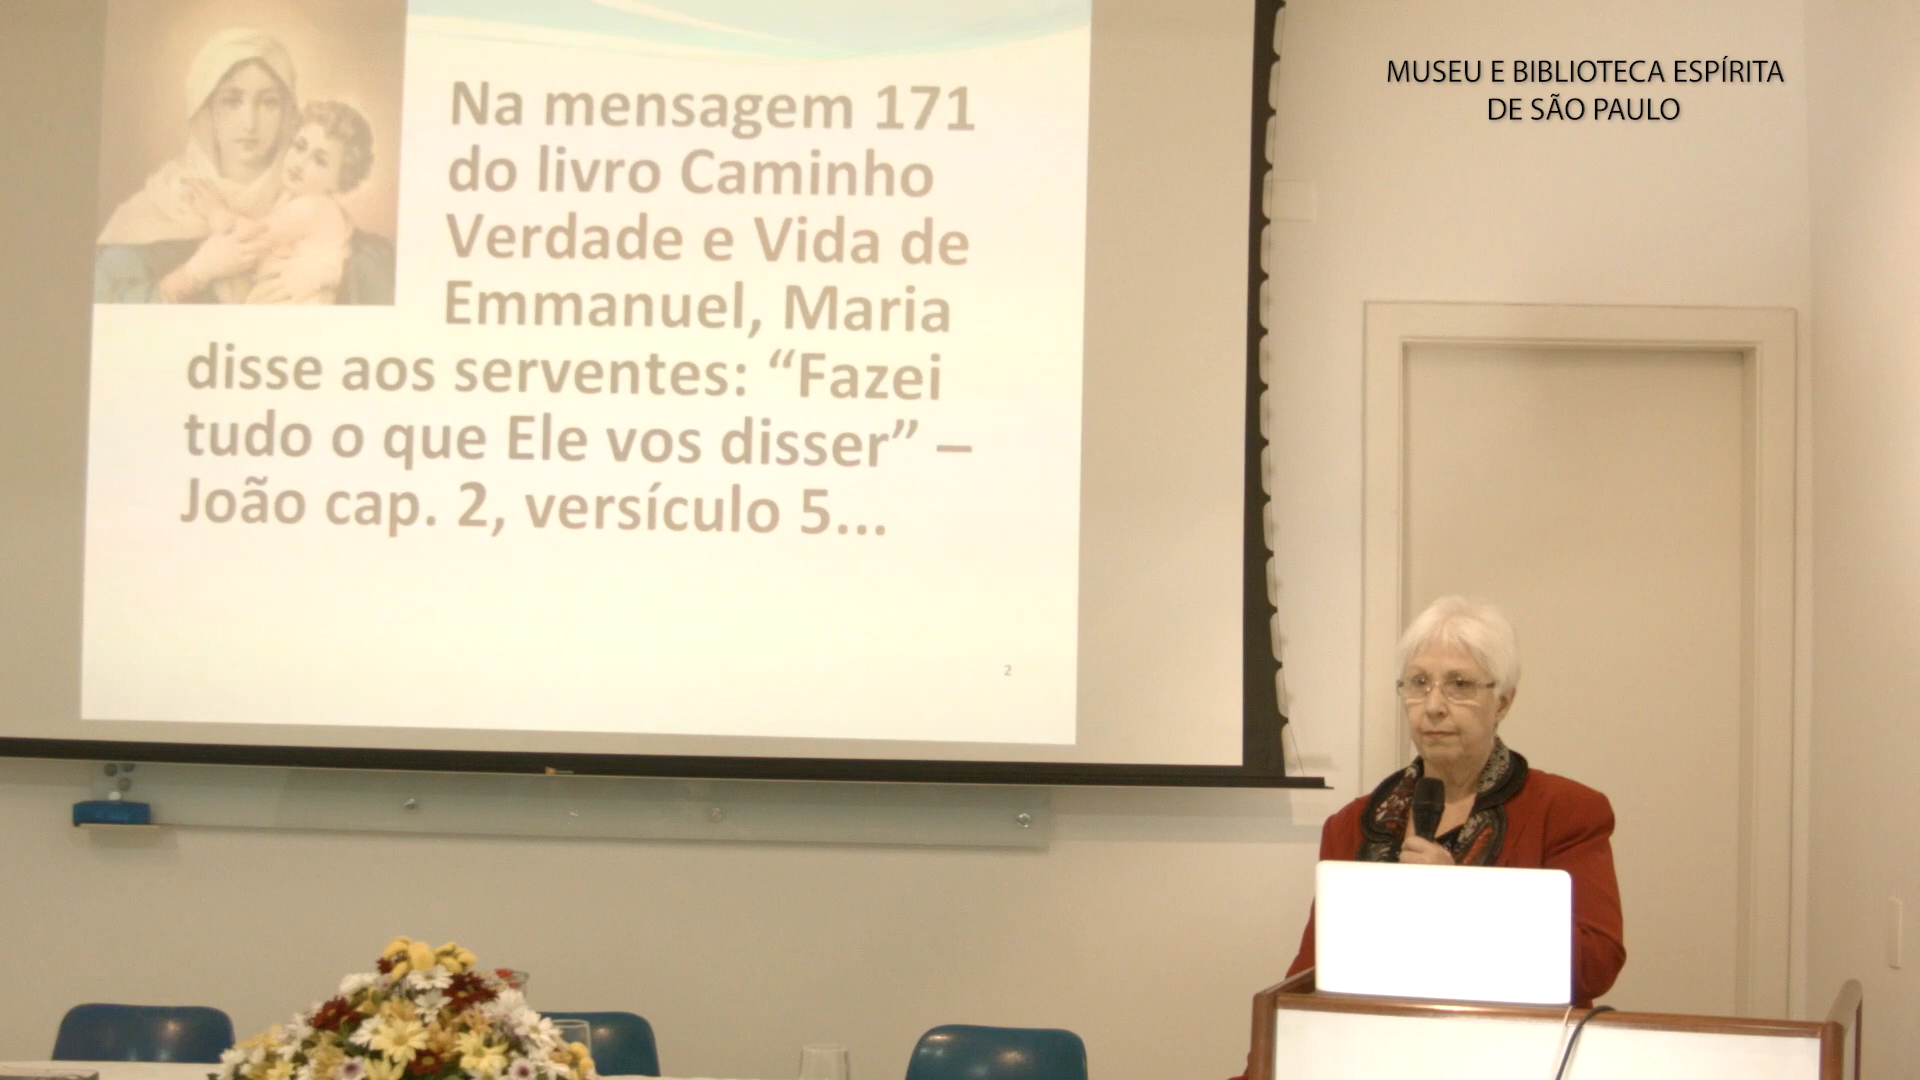 MUSEU E BIBLIOTECA ESPÍRITA
DE SÃO PAULO
Na mensagem 171
do livro Caminho
Verdade e Vida de
Emmanuel, Maria
disse aos serventes: “Fazei
tudo o que Ele vos disser” –
João cap. 2, versículo 5...
2